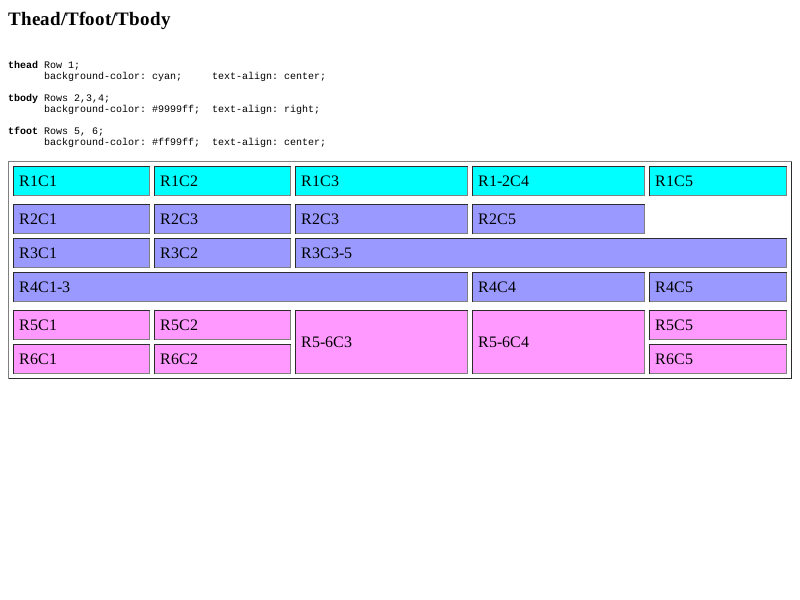 Thead/Tfoot/Tbody
thead Row 1;
background-color: cyan; text-align: center;
tbody Rows 2,3,4;
background-color: #9999ff; text-align: right;
tfoot Rows 5, 6;
background-color: #ff99ff; text-align: center;
R1C1 R1C2 R1C3 R1-2C4 R1C5
R2C1 R2C3 R2C3 R2C5
R3C1 R3C2 R3C3-5
R4C1-3 R4C4 R4C5
R5C1 R5C2 R5-6C3 R5-6C4 R5C5
R6C1 R6C2 R6C5